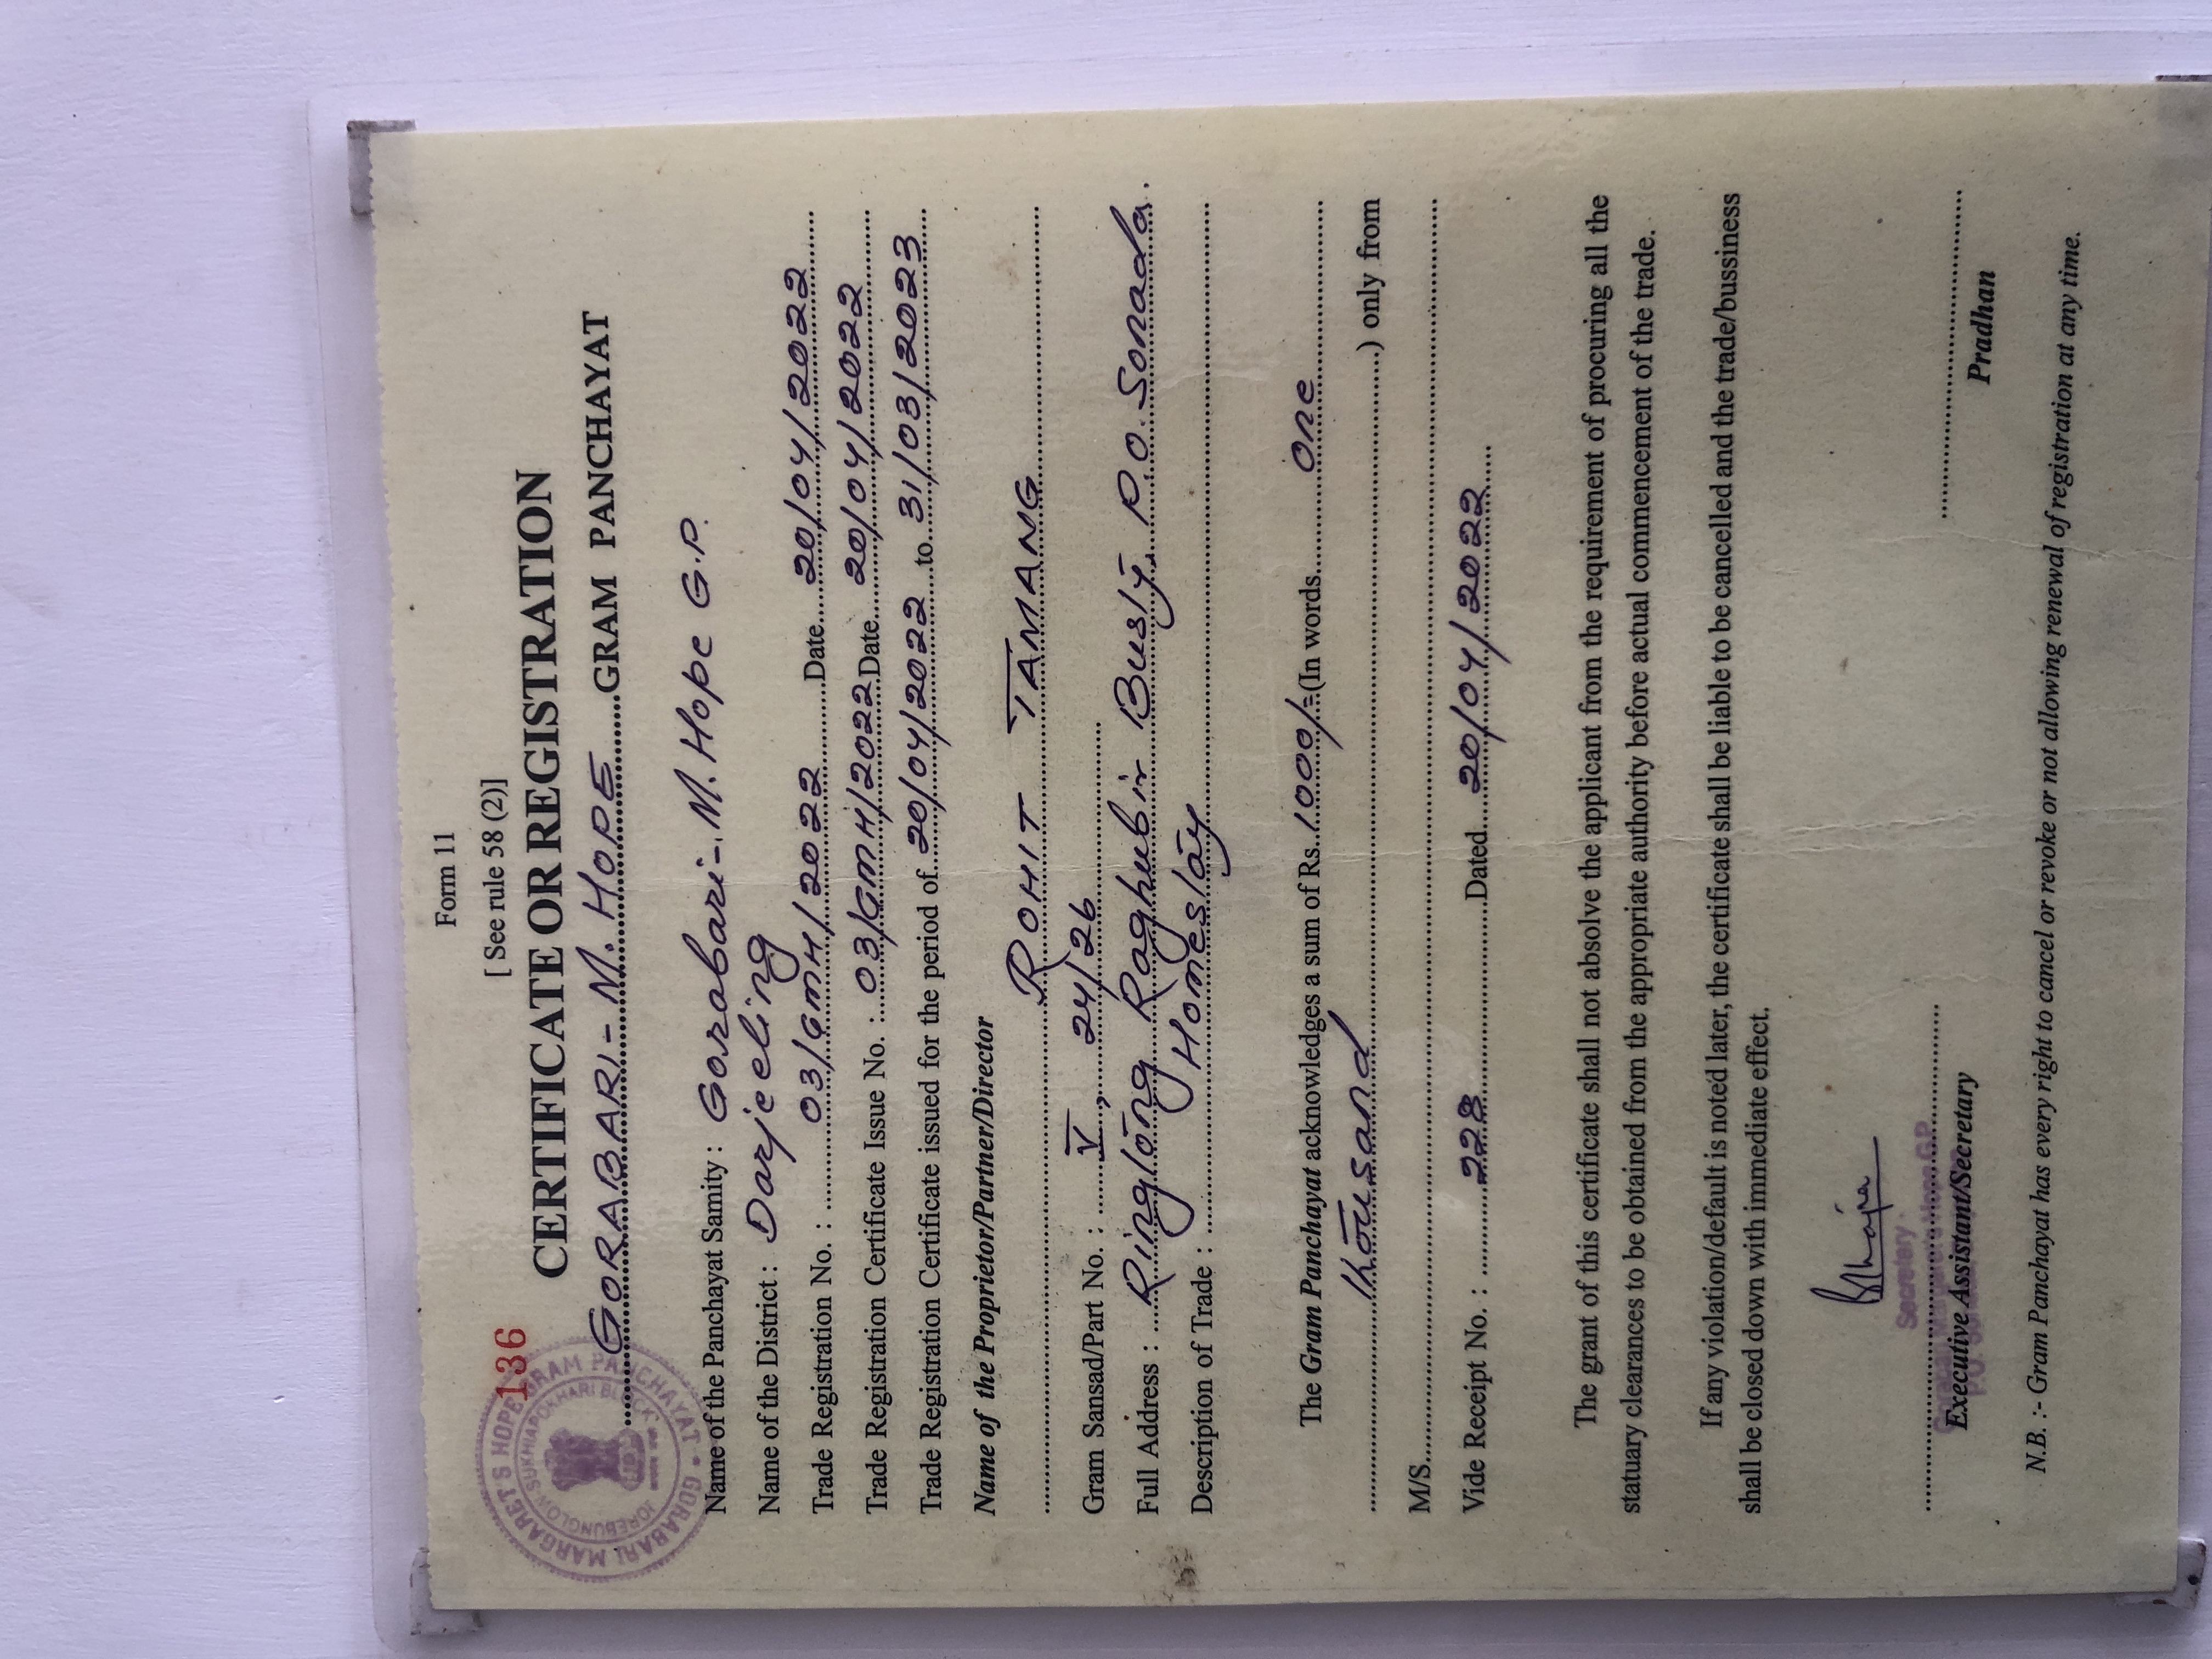 136
Form 11
[ See rule 58 (2)]
CERTIFICATE OR REGISTRATION
GORABARI - M. HOPE GRAM PANCHAYAT
GORABARI MARGARET'S HOPE GRAM PANCHAYAT
JOREBUNGLOW SUKHIAPOKHARI BLOCK
Name of the Panchayat Samity : Gorabari - M. Hope G.P.
Name of the District : Darjeeling
Trade Registration No. : 03/GMH/2022 Date 20/04/2022
Trade Registration Certificate Issue No. : 03/GMH/2022 Date 20/04/2022
Trade Registration Certificate issued for the period of 20/04/2022 to 31/03/2023
Name of the Proprietor/Partner/Director ROHIT TAMANG
Gram Sansad/Part No. : V, 24/26
Full Address : Ringtong Raghubir Busty. P.O. Sonada.
Description of Trade : Homestay
The Gram Panchayat acknowledges a sum of Rs. 1000/= (In words One
thousand ) only from
M/S
Vide Receipt No. : 228 Dated 20/04/2022
The grant of this certificate shall not absolve the applicant from the requirement of procuring all the
statuary clearances to be obtained from the appropriate authority before actual commencement of the trade.
If any violation/default is noted later, the certificate shall be liable to be cancelled and the trade/bussiness
shall be closed down with immediate effect.
Secretary
Executive Assistant/Secretary
Pradhan
N.B. :- Gram Panchayat has every right to cancel or revoke or not allowing renewal of registration at any time.